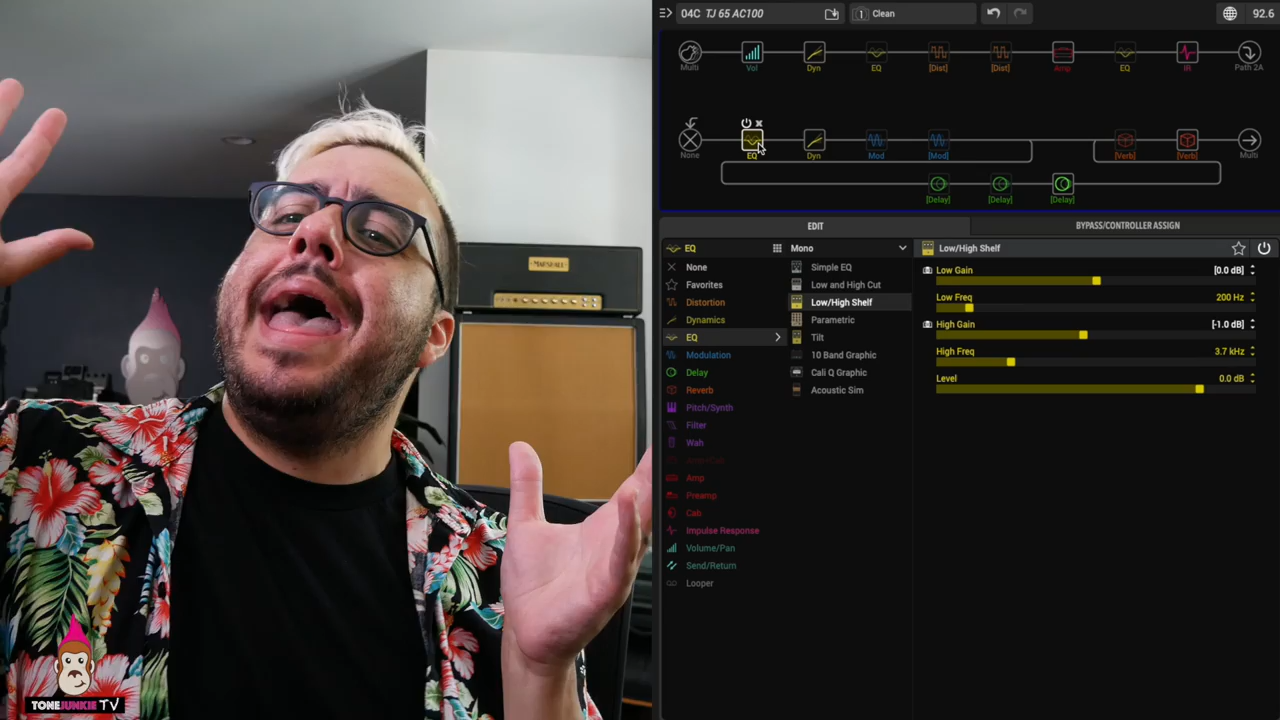 04C TJ 65 AC100
1 Clean
92.6
Multi
Vol
Dyn
EQ
[Dist]
[Dist]
Amp
EQ
IR
Path 2A
None
EQ
Dyn
Mod
[Mod]
[Verb]
[Verb]
Multi
[Delay]
[Delay]
[Delay]
EDIT
BYPASS/CONTROLLER ASSIGN
EQ
Mono
Low/High Shelf
None
Favorites
Distortion
Dynamics
EQ
Modulation
Delay
Reverb
Pitch/Synth
Filter
Wah
Amp
Preamp
Cab
Impulse Response
Volume/Pan
Send/Return
Looper
Simple EQ
Low and High Cut
Low/High Shelf
Parametric
Tilt
10 Band Graphic
Cali Q Graphic
Acoustic Sim
Low Gain [0.0 dB]
Low Freq 200 Hz
High Gain [-1.0 dB]
High Freq 3.7 kHz
Level 0.0 dB
MARSHALL
TONEJUNKIE TV